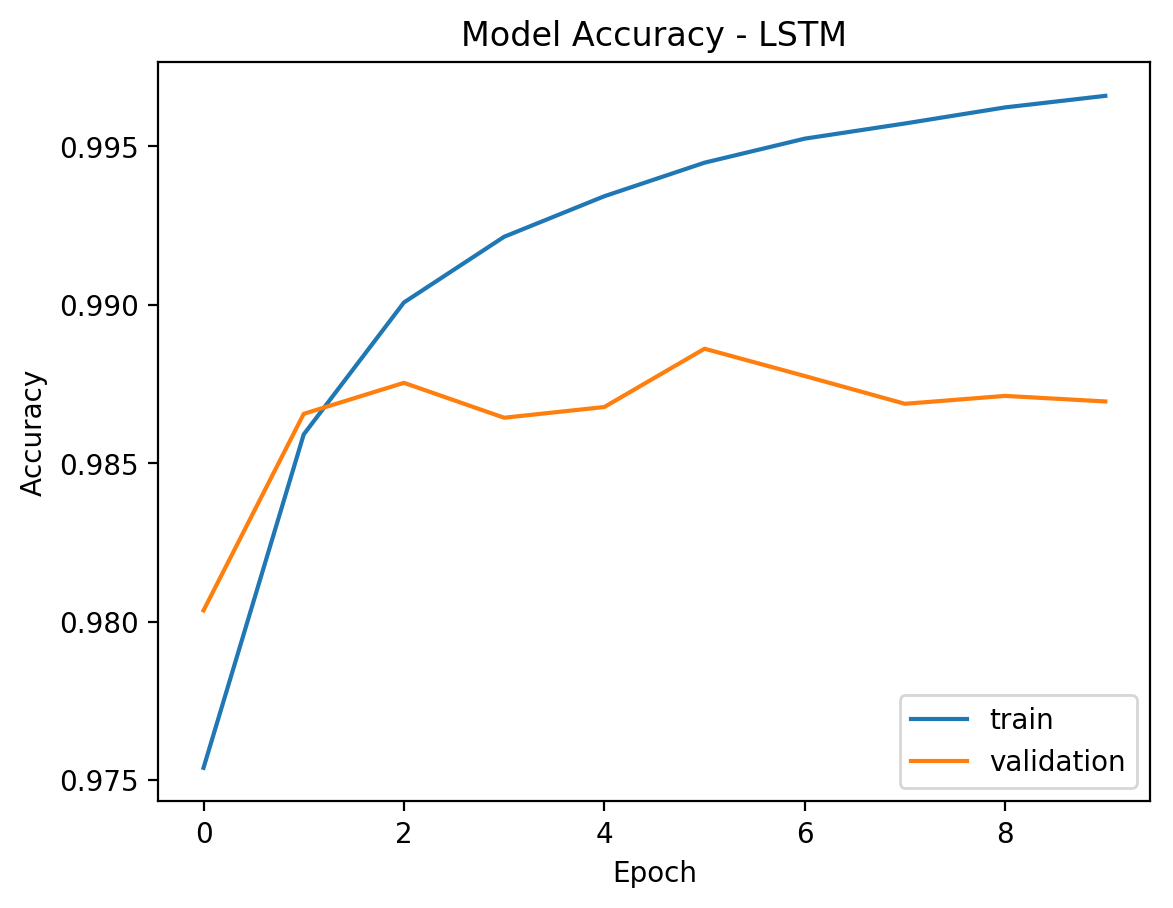 Model Accuracy - LSTM
0.995
0.990
0.985
0.980
0.975
Accuracy
0 2 4 6 8
Epoch
train
validation